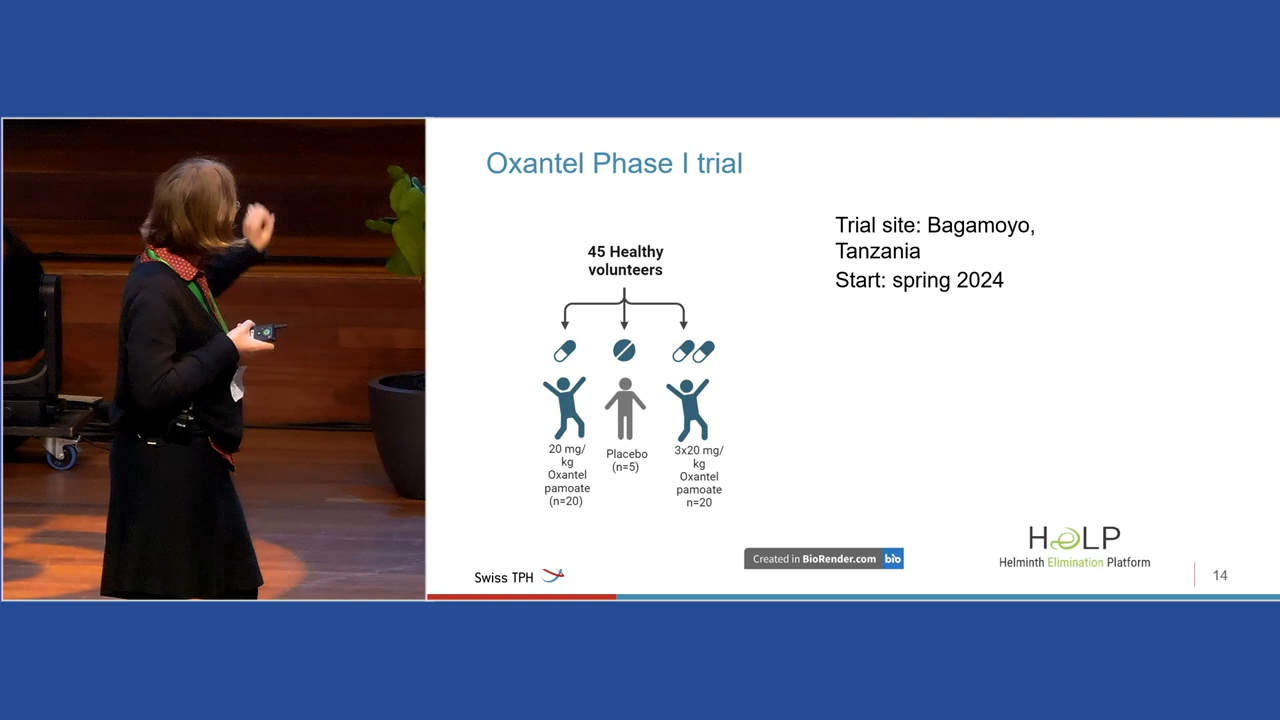 Oxantel Phase I trial
Trial site: Bagamoyo,
Tanzania
Start: spring 2024
45 Healthy
volunteers
20 mg/
kg
Oxantel
pamoate
(n=20)
Placebo
(n=5)
3x20 mg/
kg
Oxantel
pamoate
n=20
Created in BioRender.com bio
HeLP
Helminth Elimination Platform
Swiss TPH
14